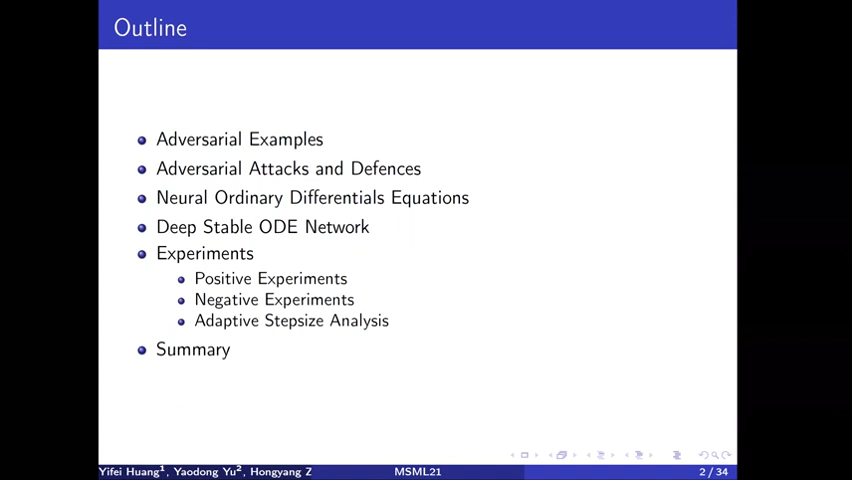 Outline
Adversarial Examples
Adversarial Attacks and Defences
Neural Ordinary Differentials Equations
Deep Stable ODE Network
Experiments
Positive Experiments
Negative Experiments
Adaptive Stepsize Analysis
Summary
Yifei Huang¹, Yaodong Yu², Hongyang Z MSML21 2 / 34